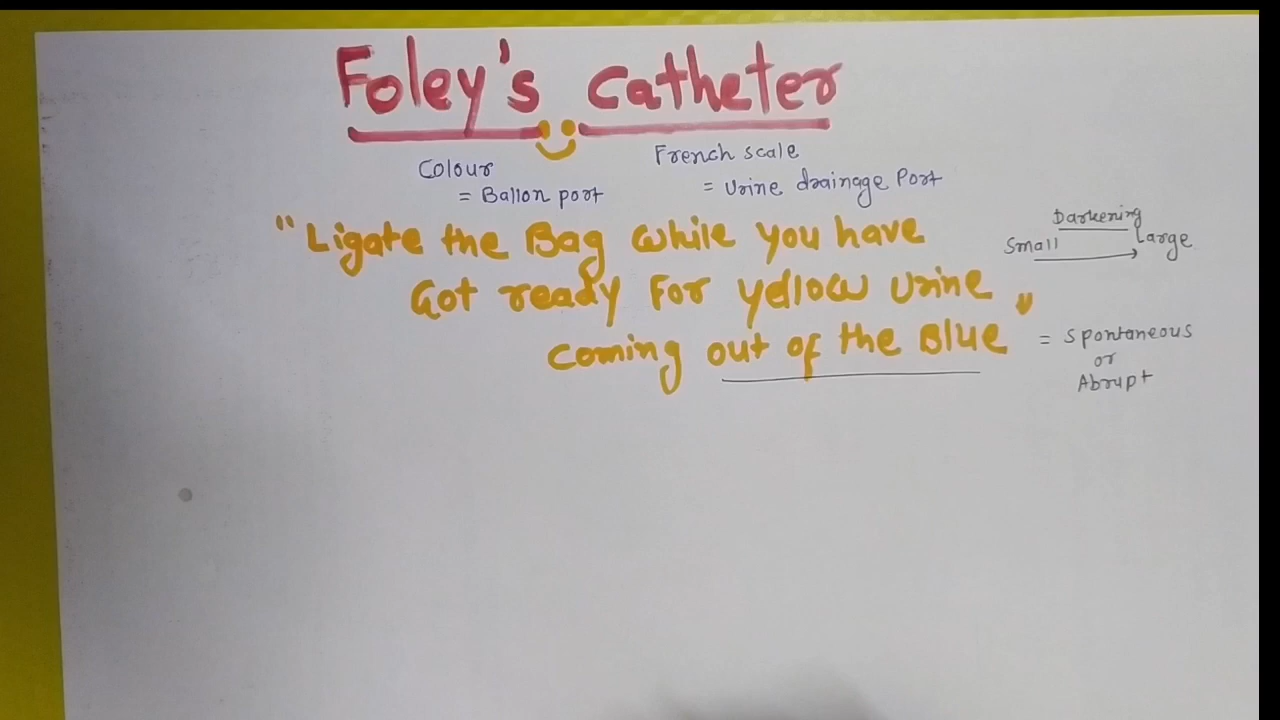 Foley's Catheter
Colour
= Ballon port
French scale
= Urine drainage Port
"Ligate the Bag while you have
Got ready For yellow Urine
coming out of the Blue"
Darkening
Small
Large
= Spontaneous
or
Abrupt